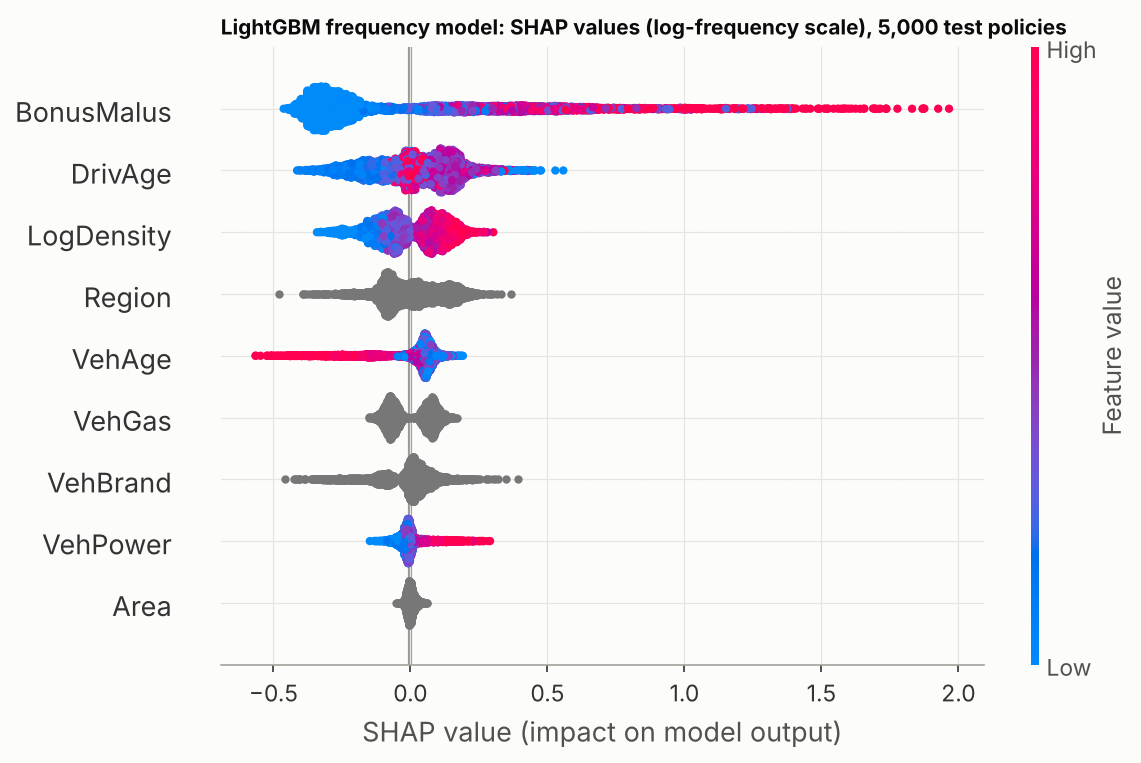 LightGBM frequency model: SHAP values (log-frequency scale), 5,000 test policies
High
BonusMalus
DrivAge
LogDensity
Region
VehAge
VehGas
VehBrand
VehPower
Area
Feature value
Low
−0.5 0.0 0.5 1.0 1.5 2.0
SHAP value (impact on model output)